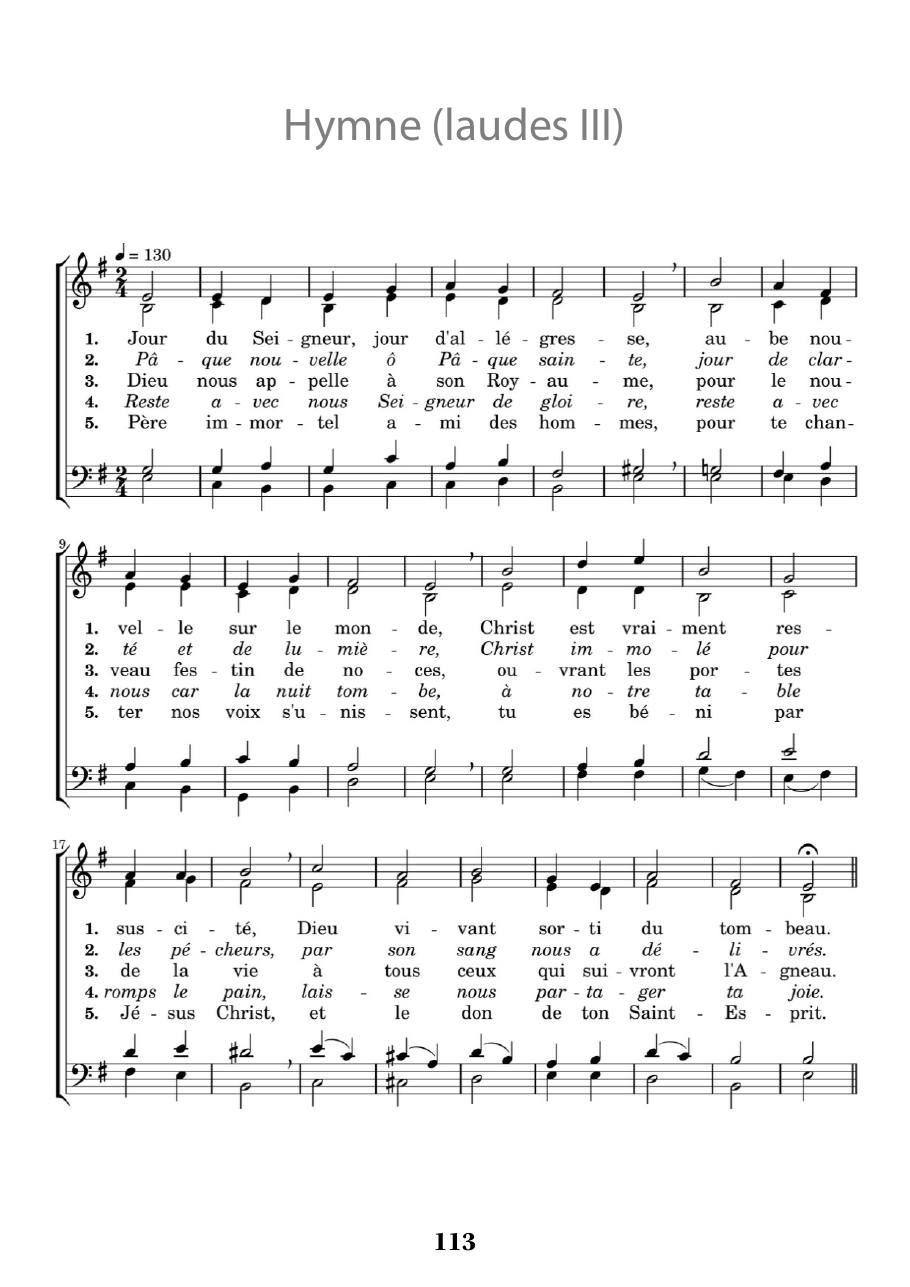 Hymne (laudes III)
= 130
2 4
1. Jour du Sei - gneur, jour d'al - lé - gres - se, au - be nou -
2. Pâ - que nou - velle ô Pâ - que sain - te, jour de clar -
3. Dieu nous ap - pelle à son Roy - au - me, pour le nou -
4. Reste a - vec nous Sei - gneur de gloi - re, reste a - vec
5. Père im - mor - tel a - mi des hom - mes, pour te chan-
2 4
9
1. vel - le sur le mon - de, Christ est vrai - ment res -
2. té et de lu - miè - re, Christ im - mo - lé pour
3. veau fes - tin de no - ces, ou - vrant les por - tes
4. nous car la nuit tom - be, à no - tre ta - ble
5. ter nos voix s'u - nis - sent, tu es bé - ni par
17
1. sus - ci - té, Dieu vi - vant sor - ti du tom - beau.
2. les pé - cheurs, par son sang nous a dé - li - vrés.
3. de la vie à tous ceux qui sui - vront l'A - gneau.
4. romps le pain, lais - se nous par - ta - ger ta joie.
5. Jé - sus Christ, et le don de ton Saint - Es - prit.
113